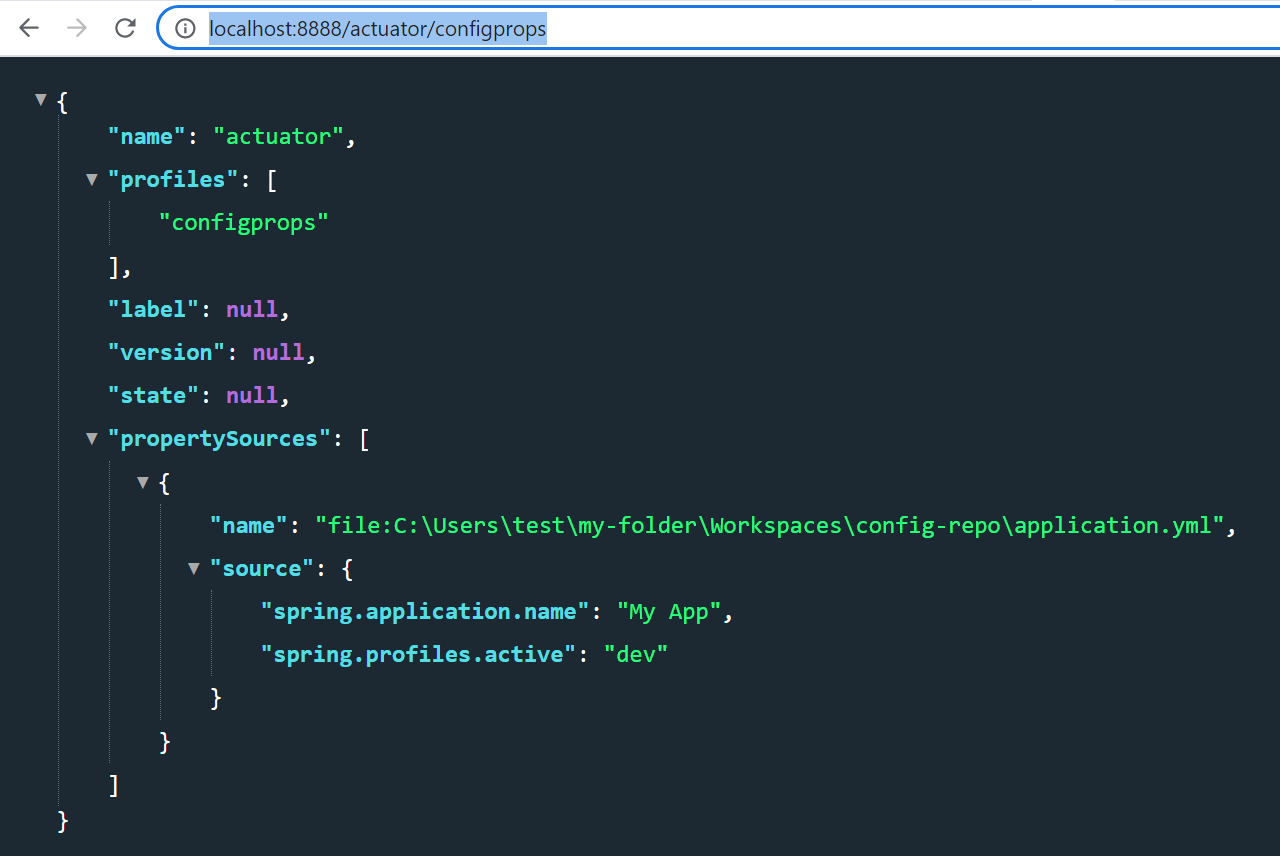 localhost:8888/actuator/configprops
{
"name": "actuator",
"profiles": [
"configprops"
],
"label": null,
"version": null,
"state": null,
"propertySources": [
{
"name": "file:C:\Users\test\my-folder\Workspaces\config-repo\application.yml",
"source": {
"spring.application.name": "My App",
"spring.profiles.active": "dev"
}
}
]
}